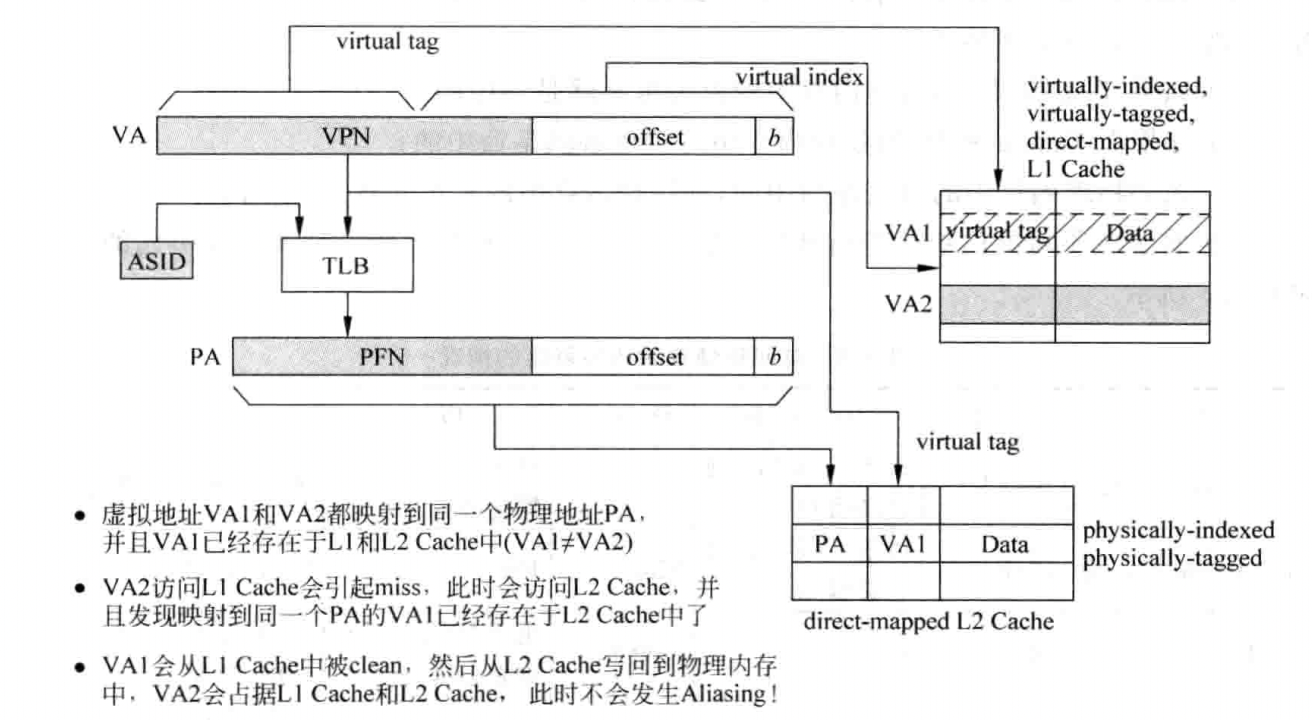 virtual tag
virtual index
virtually-indexed,
virtually-tagged,
direct-mapped,
L1 Cache
VA VPN offset b
VA1 virtual tag Data
ASID TLB
VA2
PA PFN offset b
virtual tag
PA VA1 Data
physically-indexed
physically-tagged
direct-mapped L2 Cache
• 虚拟地址VA1和VA2都映射到同一个物理地址PA，
并且VA1已经存在于L1和L2 Cache中(VA1≠VA2)
• VA2访问L1 Cache会引起miss，此时会访问L2 Cache，并
且发现映射到同一个PA的VA1已经存在于L2 Cache中了
• VA1会从L1 Cache中被clean，然后从L2 Cache写回到物理内存
中，VA2会占据L1 Cache和L2 Cache， 此时不会发生Aliasing！